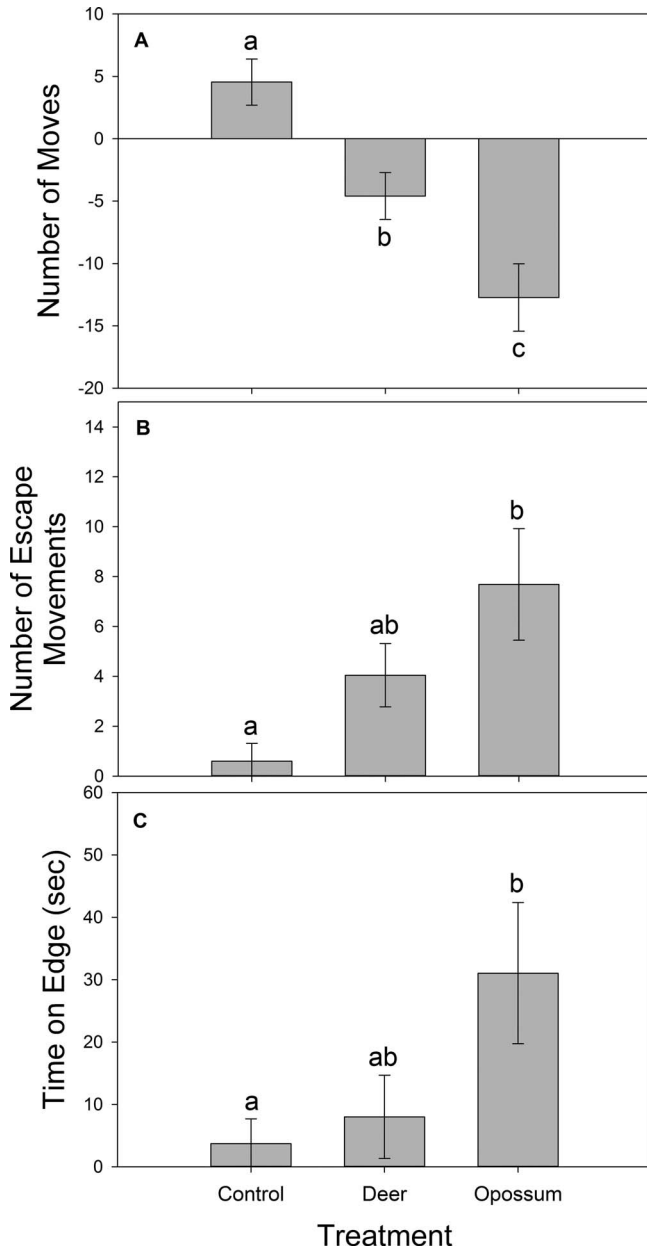 A
a
b
c
10
5
0
-5
-10
-15
-20
Number of Moves
B
a
ab
b
14
12
10
8
6
4
2
0
Number of Escape
Movements
C
a
ab
b
60
50
40
30
20
10
0
Time on Edge (sec)
Control Deer Opossum
Treatment